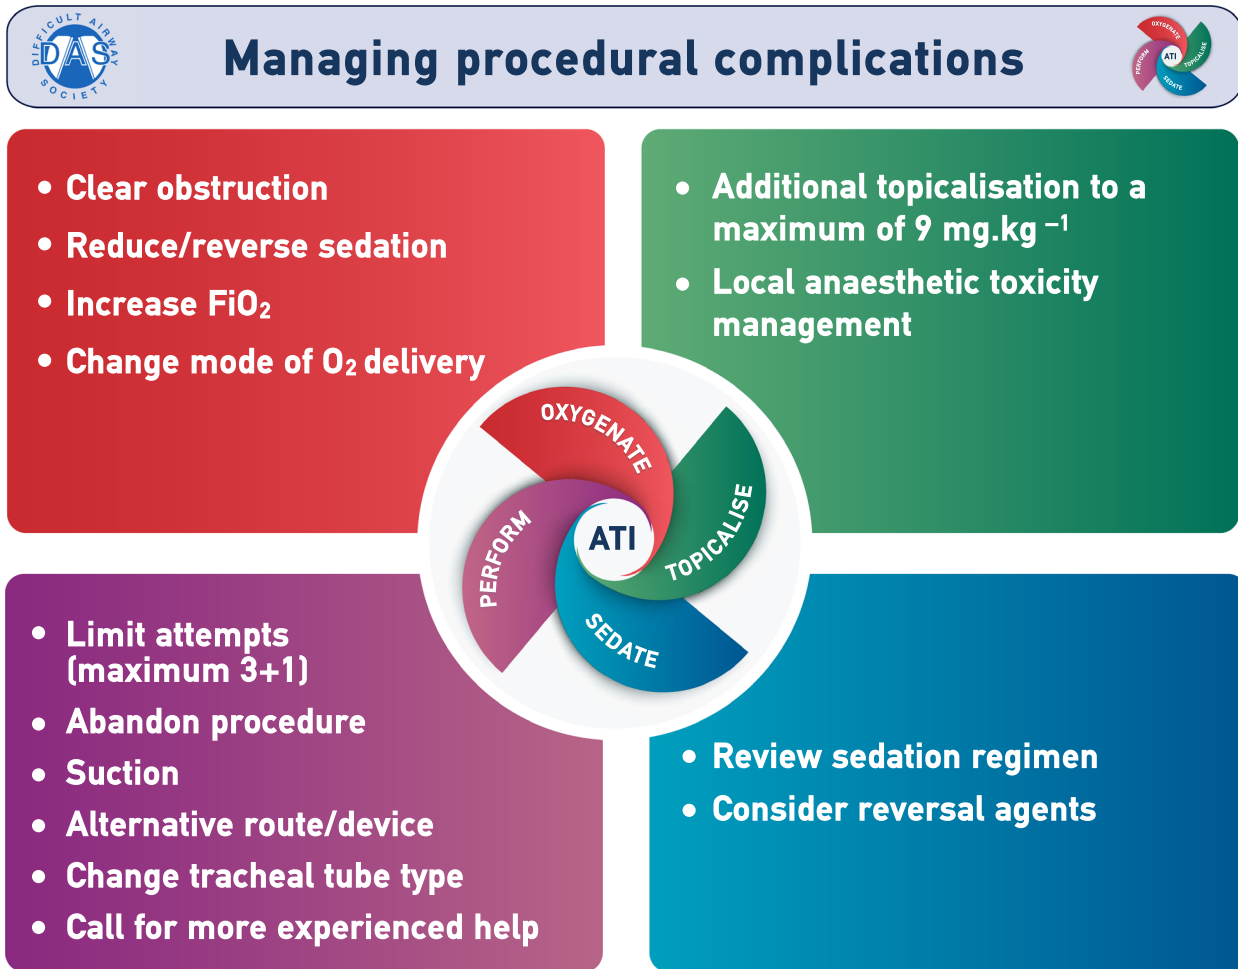 DIFFICULT AIRWAY
DAS
SOCIETY
Managing procedural complications
OXYGENATE
TOPICALISE
SEDATE
PERFORM
ATI
• Clear obstruction
• Reduce/reverse sedation
• Increase FiO₂
• Change mode of O₂ delivery
• Additional topicalisation to a
maximum of 9 mg.kg⁻¹
• Local anaesthetic toxicity
management
OXYGENATE
TOPICALISE
SEDATE
PERFORM
ATI
• Limit attempts
(maximum 3+1)
• Abandon procedure
• Suction
• Alternative route/device
• Change tracheal tube type
• Call for more experienced help
• Review sedation regimen
• Consider reversal agents